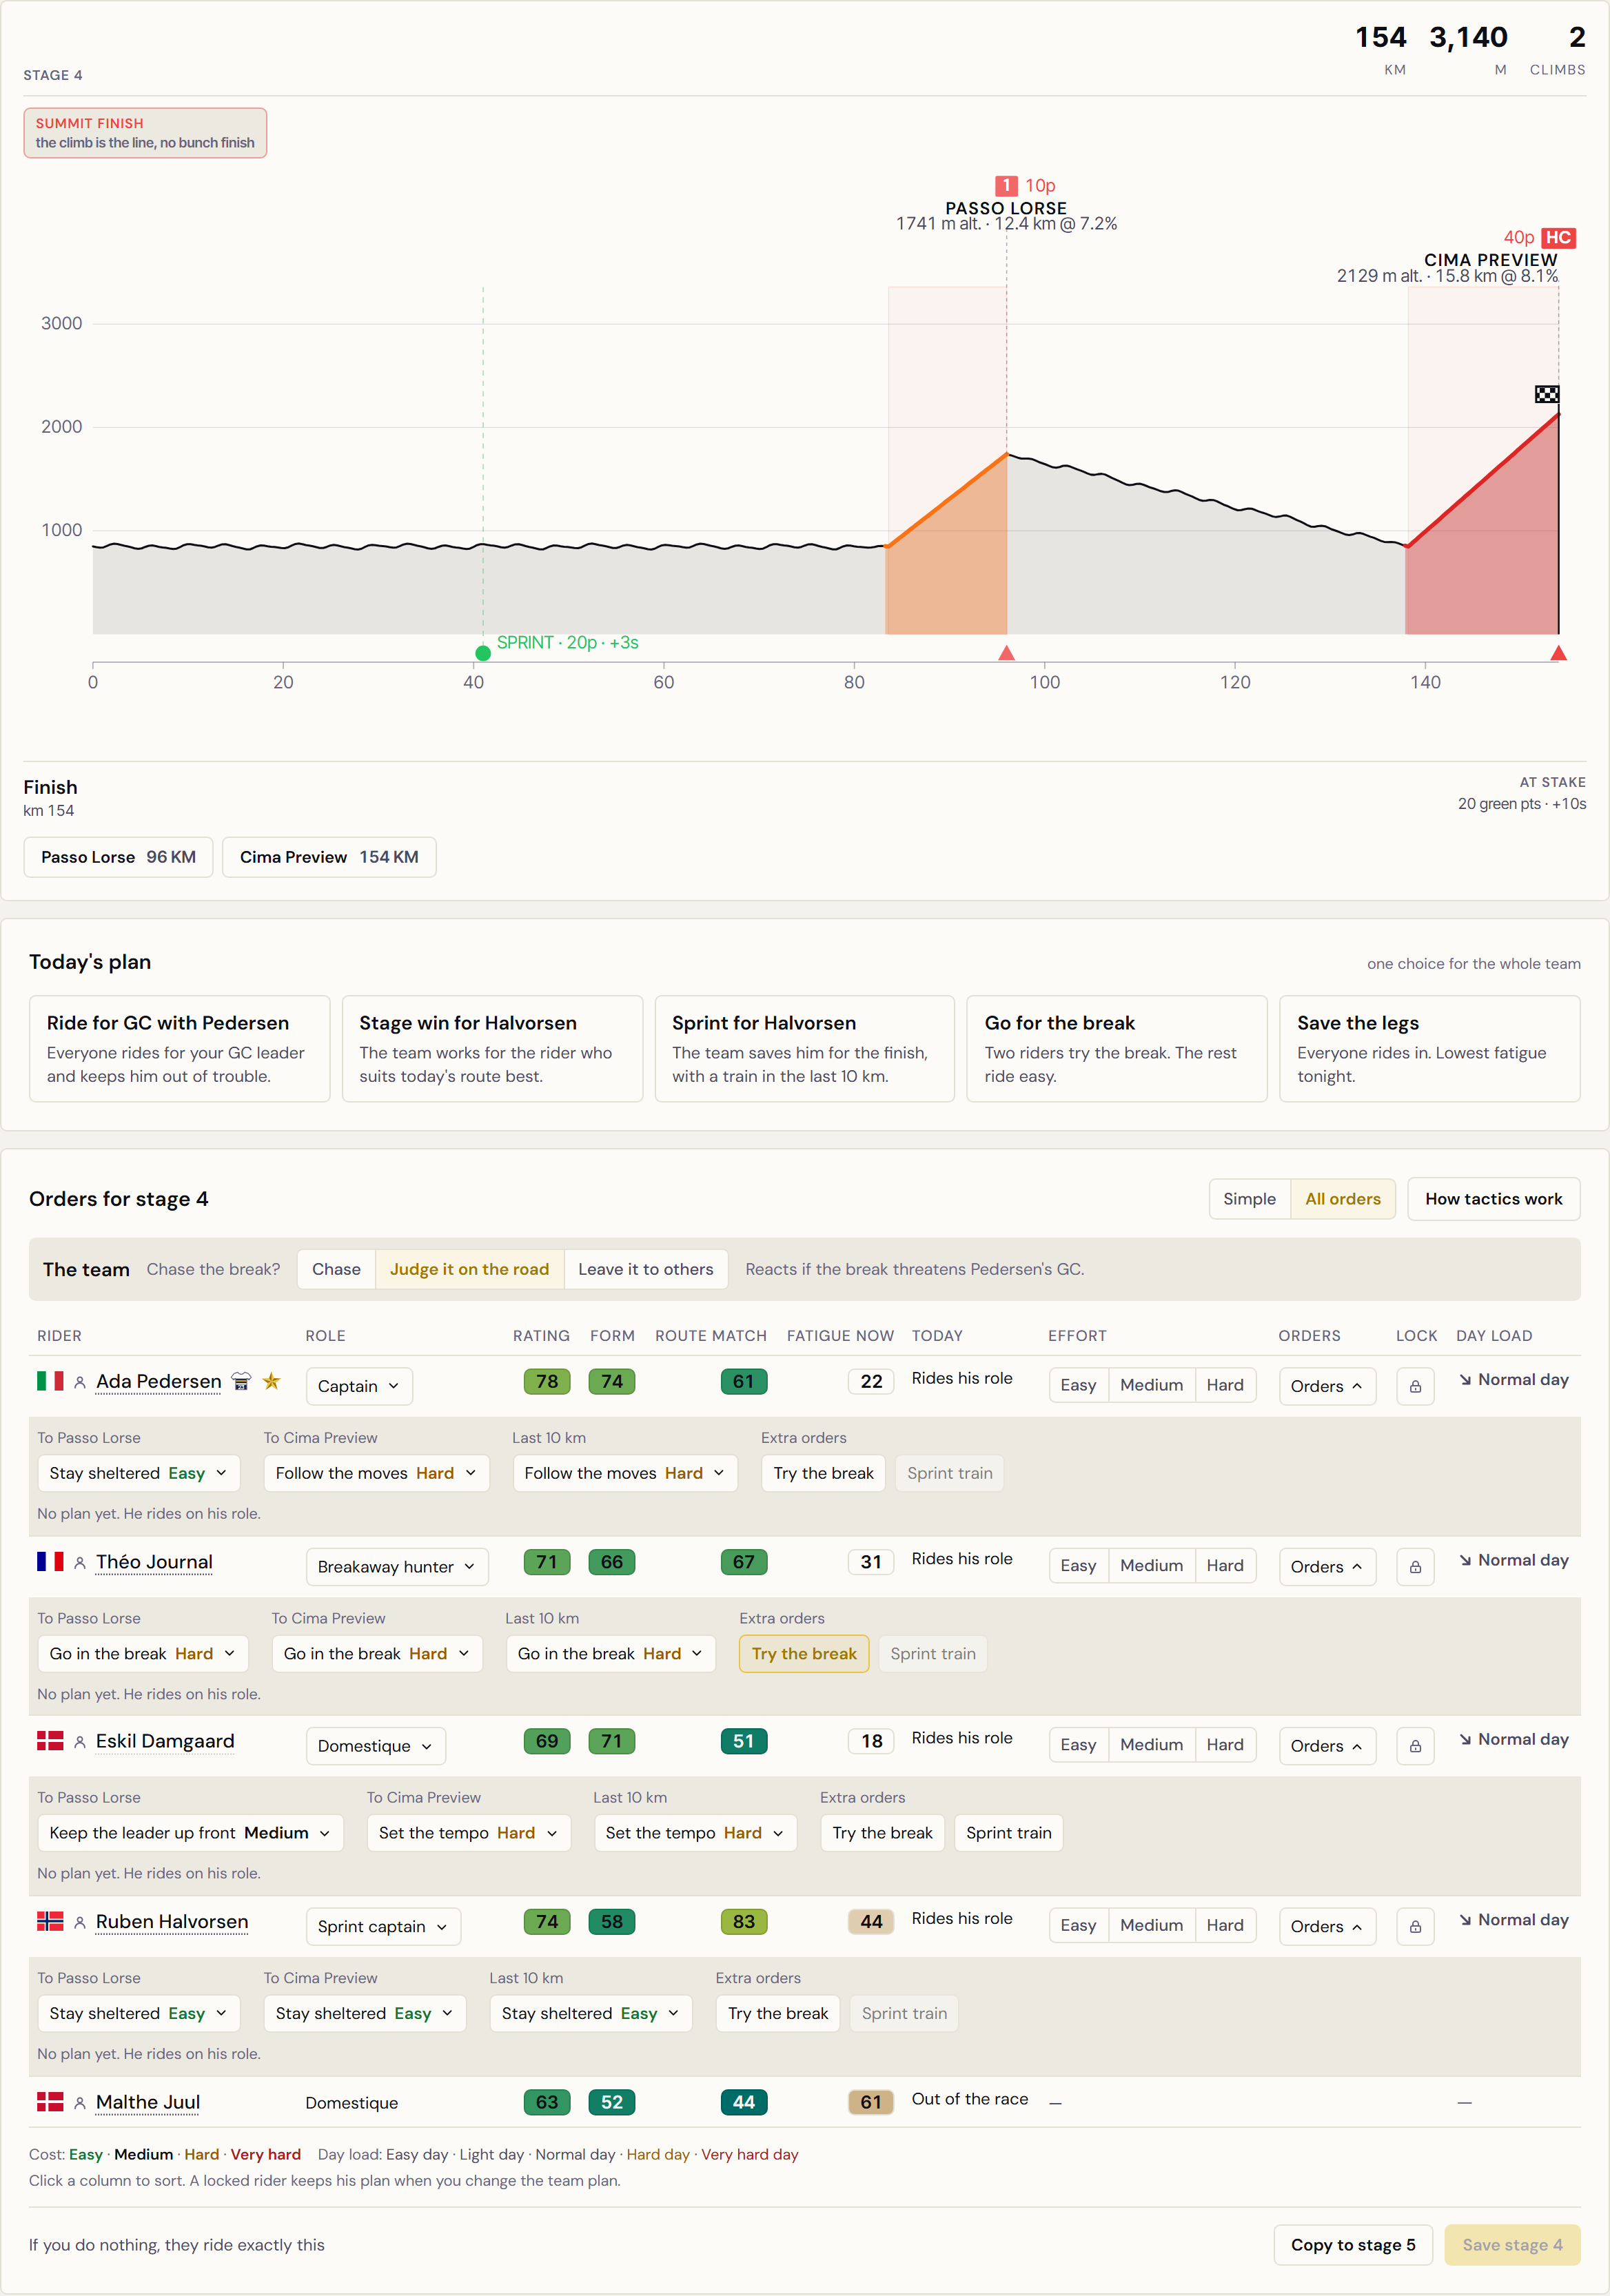 154 3,140 2
STAGE 4 KM M CLIMBS
SUMMIT FINISH
the climb is the line, no bunch finish
1 10p
PASSO LORSE
1741 m alt. · 12.4 km @ 7.2%
40p HC
CIMA PREVIEW
2129 m alt. · 15.8 km @ 8.1%
3000
2000
1000
SPRINT · 20p · +3s
0 20 40 60 80 100 120 140
Finish AT STAKE
km 154 20 green pts · +10s
Passo Lorse 96 KM Cima Preview 154 KM
Today's plan one choice for the whole team
Ride for GC with Pedersen
Everyone rides for your GC leader
and keeps him out of trouble.
Stage win for Halvorsen
The team works for the rider who
suits today's route best.
Sprint for Halvorsen
The team saves him for the finish,
with a train in the last 10 km.
Go for the break
Two riders try the break. The rest
ride easy.
Save the legs
Everyone rides in. Lowest fatigue
tonight.
Orders for stage 4 Simple All orders How tactics work
The team Chase the break? Chase Judge it on the road Leave it to others Reacts if the break threatens Pedersen's GC.
RIDER ROLE RATING FORM ROUTE MATCH FATIGUE NOW TODAY EFFORT ORDERS LOCK DAY LOAD
Ada Pedersen Captain 78 74 61 22 Rides his role Easy Medium Hard Orders Normal day
To Passo Lorse To Cima Preview Last 10 km Extra orders
Stay sheltered Easy Follow the moves Hard Follow the moves Hard Try the break Sprint train
No plan yet. He rides on his role.
Théo Journal Breakaway hunter 71 66 67 31 Rides his role Easy Medium Hard Orders Normal day
To Passo Lorse To Cima Preview Last 10 km Extra orders
Go in the break Hard Go in the break Hard Go in the break Hard Try the break Sprint train
No plan yet. He rides on his role.
Eskil Damgaard Domestique 69 71 51 18 Rides his role Easy Medium Hard Orders Normal day
To Passo Lorse To Cima Preview Last 10 km Extra orders
Keep the leader up front Medium Set the tempo Hard Set the tempo Hard Try the break Sprint train
No plan yet. He rides on his role.
Ruben Halvorsen Sprint captain 74 58 83 44 Rides his role Easy Medium Hard Orders Normal day
To Passo Lorse To Cima Preview Last 10 km Extra orders
Stay sheltered Easy Stay sheltered Easy Stay sheltered Easy Try the break Sprint train
No plan yet. He rides on his role.
Malthe Juul Domestique 63 52 44 61 Out of the race — —
Cost: Easy · Medium · Hard · Very hard Day load: Easy day · Light day · Normal day · Hard day · Very hard day
Click a column to sort. A locked rider keeps his plan when you change the team plan.
If you do nothing, they ride exactly this Copy to stage 5 Save stage 4